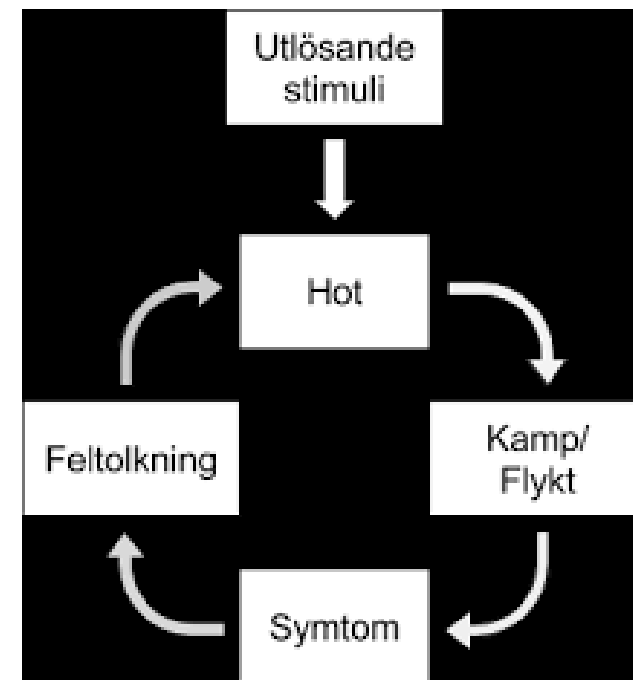 Utlösande
stimuli
Hot
Kamp/
Flykt
Feltolkning
Symtom